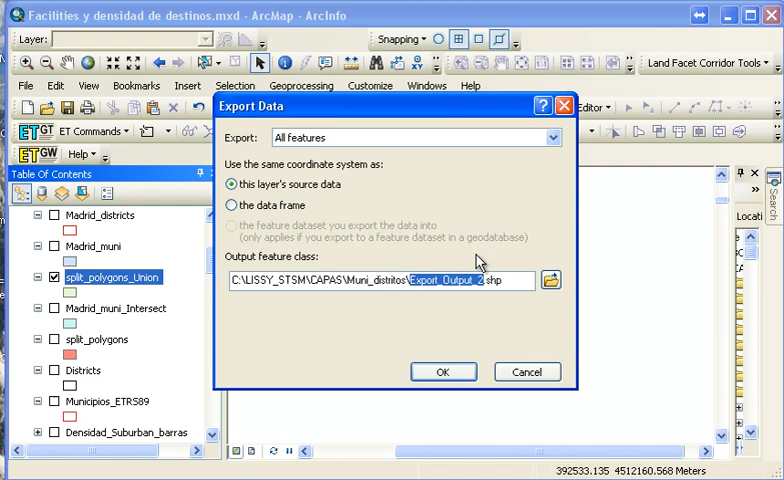 Facilities y densidad de destinos.mxd - ArcMap - ArcInfo
Layer:
Snapping
Land Facet Corridor Tools
File Edit View Bookmarks Insert Selection Geoprocessing Customize Windows Help
Editor
ET ET Commands
ET GW Help
Export Data
Export: All features
Use the same coordinate system as:
this layer's source data
the data frame
the feature dataset you export the data into
(only applies if you export to a feature dataset in a geodatabase)
Output feature class:
C:\LISSY_STSM\CAPAS\Muni_distritos\Export_Output_2.shp
OK Cancel
Table Of Contents
Madrid_districts
Madrid_muni
split_polygons_Union
Madrid_muni_Intersect
split_polygons
Districts
Municipios_ETRS89
Densidad_Suburban_barras
Search
Locati
392533.135 4512160.568 Meters